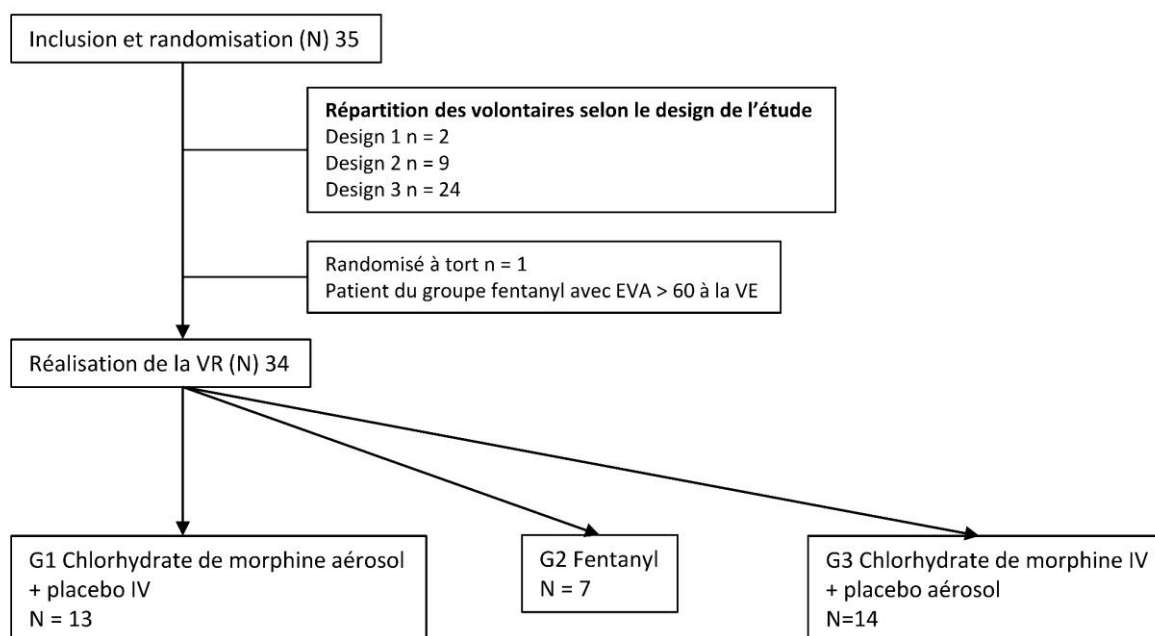 Inclusion et randomisation (N) 35
Répartition des volontaires selon le design de l’étude
Design 1 n = 2
Design 2 n = 9
Design 3 n = 24
Randomisé à tort n = 1
Patient du groupe fentanyl avec EVA > 60 à la VE
Réalisation de la VR (N) 34
G1 Chlorhydrate de morphine aérosol
+ placebo IV
N = 13
G2 Fentanyl
N = 7
G3 Chlorhydrate de morphine IV
+ placebo aérosol
N=14